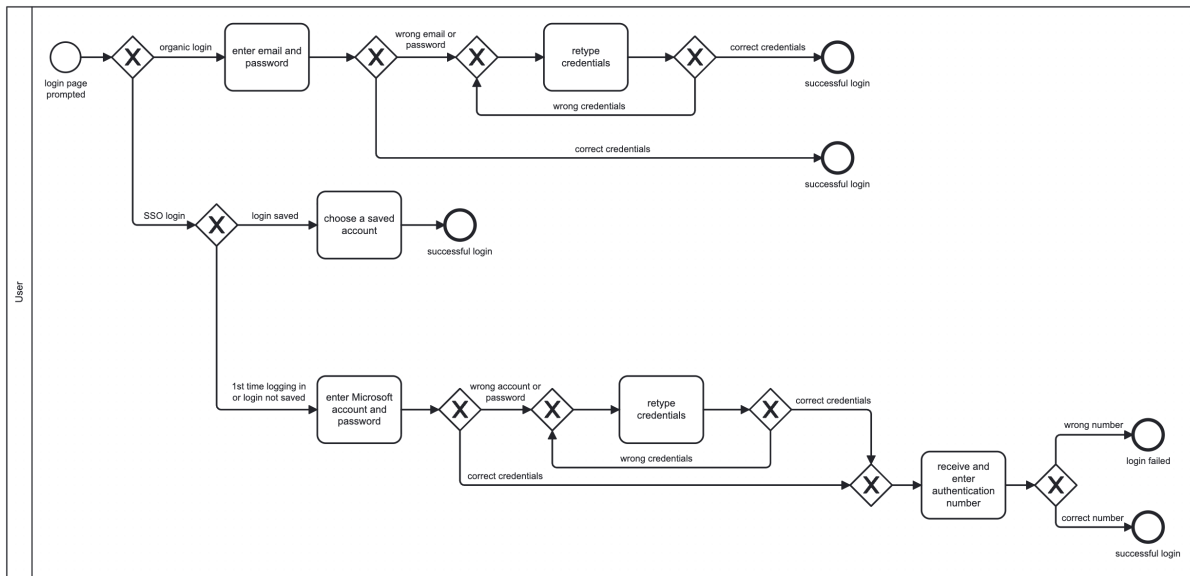 User
login page
prompted
organic login
enter email and
password
wrong email or
password
retype
credentials
correct credentials
successful login
wrong credentials
correct credentials
successful login
SSO login
login saved
choose a saved
account
successful login
1st time logging in
or login not saved
enter Microsoft
account and
password
wrong account or
password
retype
credentials
correct credentials
wrong credentials
correct credentials
receive and
enter
authentication
number
wrong number
login failed
correct number
successful login